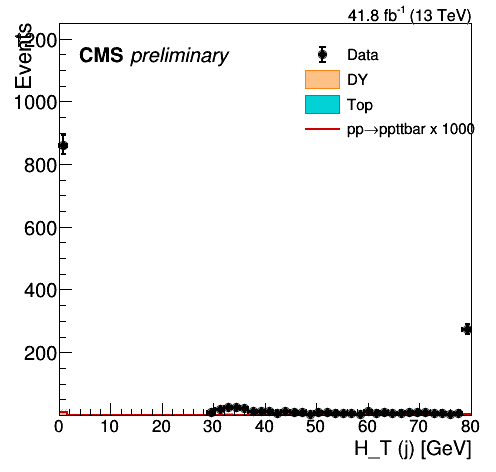 41.8 fb⁻¹ (13 TeV)
Events
CMS preliminary
Data
DY
Top
pp→ppttbar x 1000
1200
1000
800
600
400
200
0 10 20 30 40 50 60 70 80
H_T (j) [GeV]